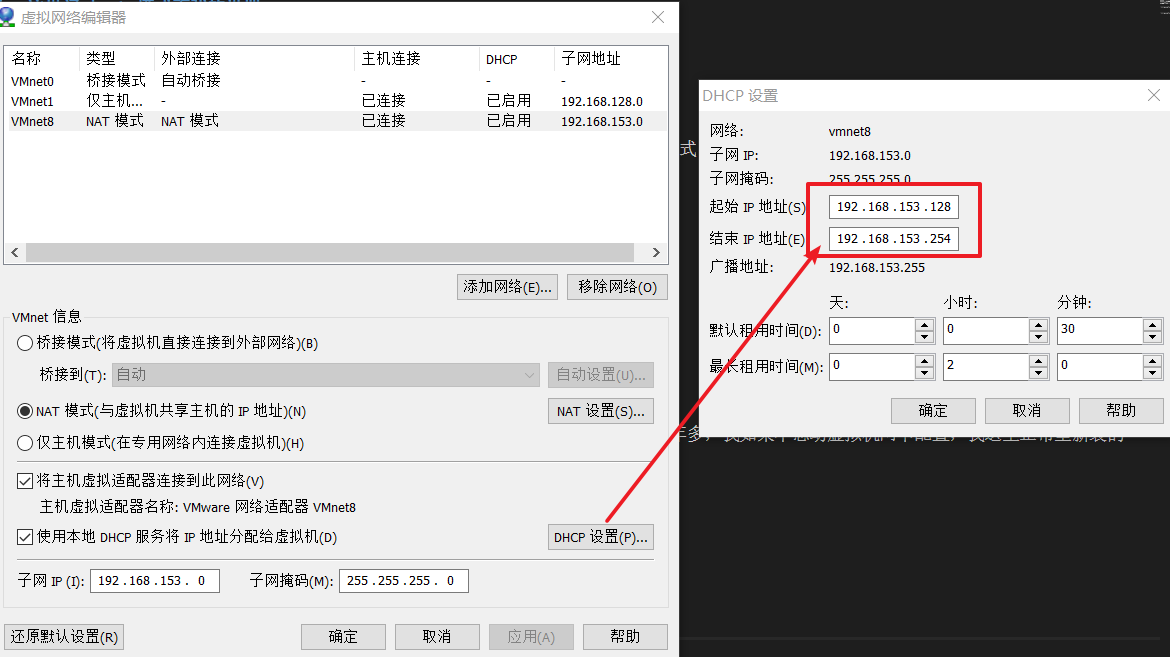 虚拟网络编辑器
名称 类型 外部连接 主机连接 DHCP 子网地址
VMnet0 桥接模式 自动桥接 - - -
VMnet1 仅主机... - 已连接 已启用 192.168.128.0
VMnet8 NAT 模式 NAT 模式 已连接 已启用 192.168.153.0
添加网络(E)... 移除网络(O)
VMnet 信息
桥接模式(将虚拟机直接连接到外部网络)(B)
桥接到(T): 自动 自动设置(U)...
NAT 模式(与虚拟机共享主机的 IP 地址)(N) NAT 设置(S)...
仅主机模式(在专用网络内连接虚拟机)(H)
将主机虚拟适配器连接到此网络(V)
主机虚拟适配器名称: VMware 网络适配器 VMnet8
使用本地 DHCP 服务将 IP 地址分配给虚拟机(D) DHCP 设置(P)...
子网 IP (I): 192.168.153. 0 子网掩码(M): 255.255.255. 0
还原默认设置(R) 确定 取消 应用(A) 帮助
式
DHCP 设置
网络: vmnet8
子网 IP: 192.168.153.0
子网掩码: 255.255.255.0
起始 IP 地址(S) 192.168.153.128
结束 IP 地址(E) 192.168.153.254
广播地址: 192.168.153.255
天: 小时: 分钟:
默认租用时间(D): 0 0 30
最长租用时间(M): 0 2 0
确定 取消 帮助